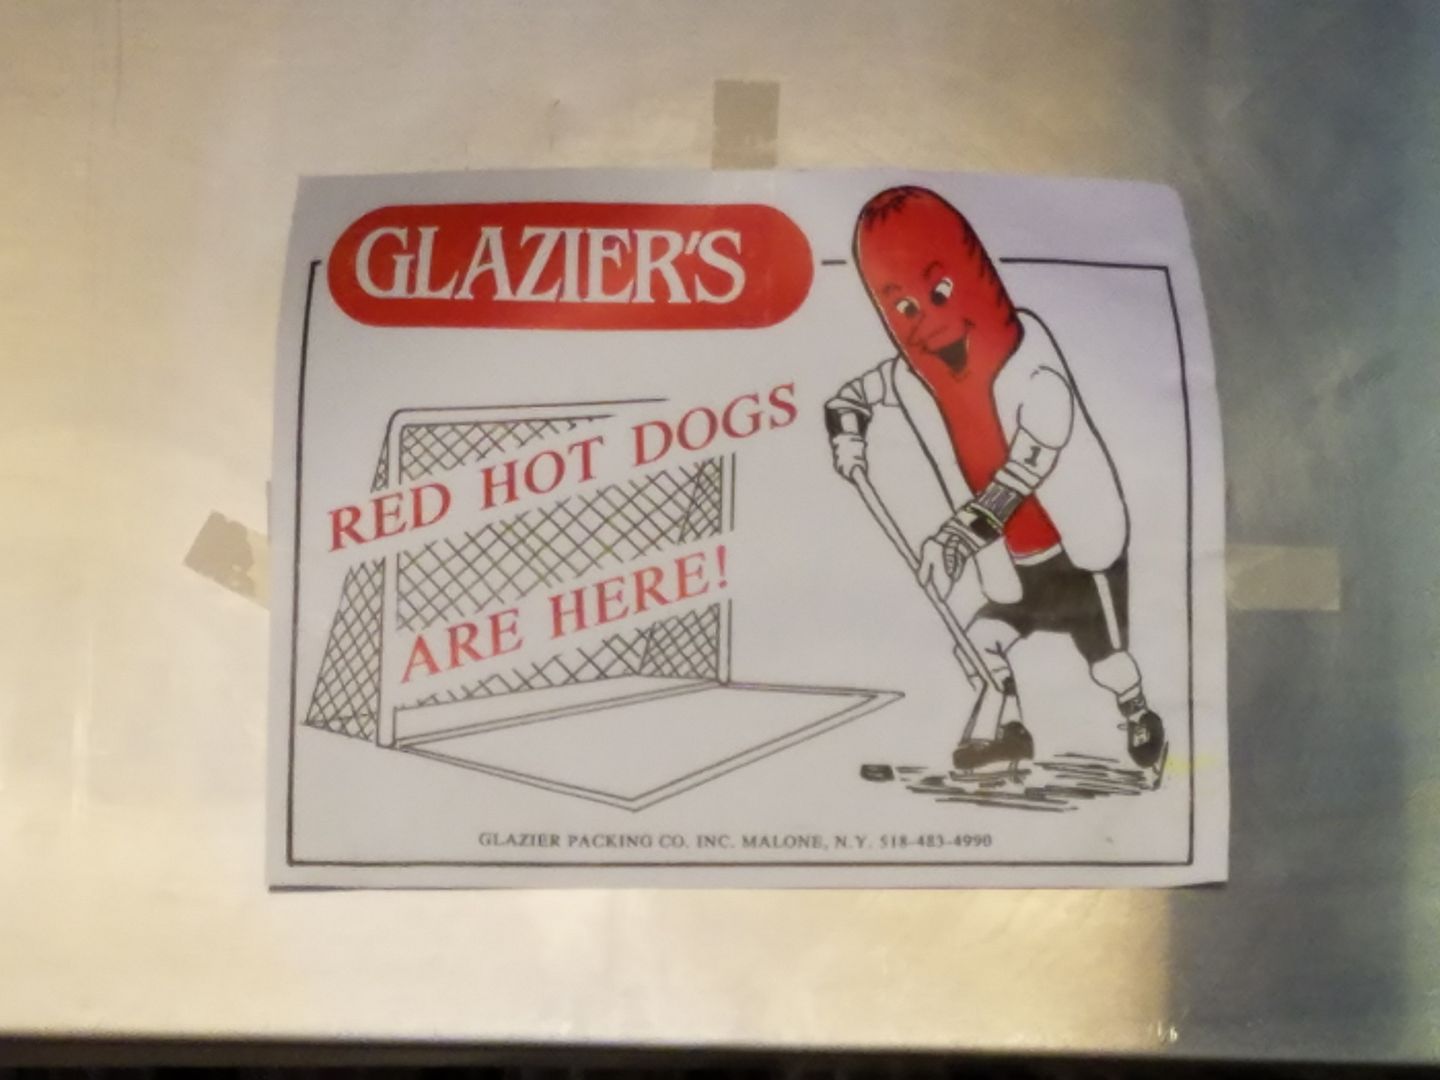 GLAZIER'S
RED HOT DOGS
ARE HERE!
1
GLAZIER PACKING CO. INC. MALONE, N.Y. 518-483-4990